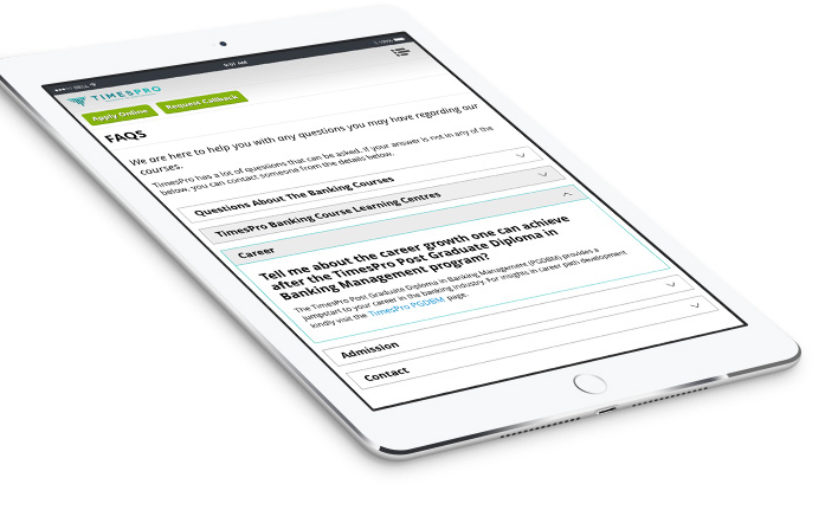 BELL
9:01 AM
100%
TIMESPRO
Apply Online
Request Callback
FAQS
We are here to help you with any questions you may have regarding our
courses.
TimesPro has a lot of questions that can be asked. If your answer is not in any of the
below, you can contact someone from the details below.
Questions About The Banking Courses
TimesPro Banking Course Learning Centres
Career
Tell me about the career growth one can achieve
after the TimesPro Post Graduate Diploma in
Banking Management program?
The TimesPro Post Graduate Diploma in Banking Management (PGDBM) provides a
jumpstart to your career in the banking industry. For insights in career path development
kindly visit the TimesPro PGDBM page.
Admission
Contact